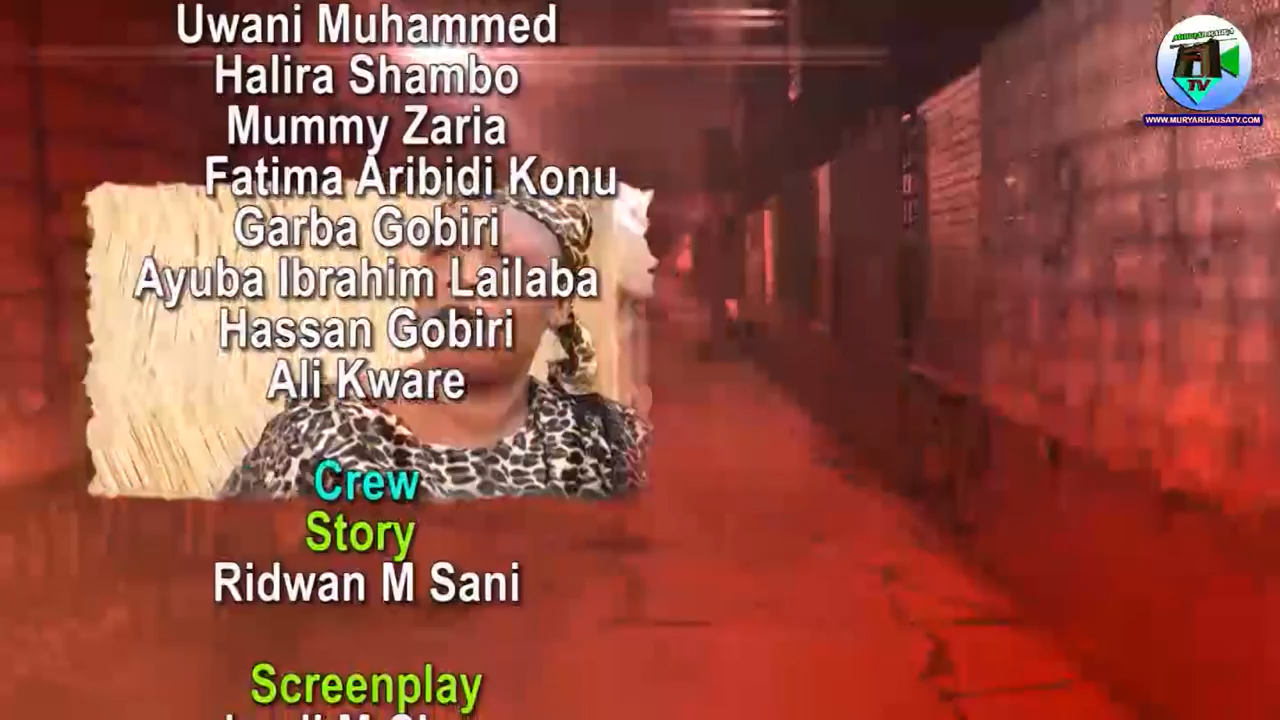 Uwani Muhammed
Halira Shambo
Mummy Zaria
Fatima Aribidi Konu
Garba Gobiri
Ayuba Ibrahim Lailaba
Hassan Gobiri
Ali Kware
Crew
Story
Ridwan M Sani
Screenplay
TV
WWW.MURYARHAUSATV.COM